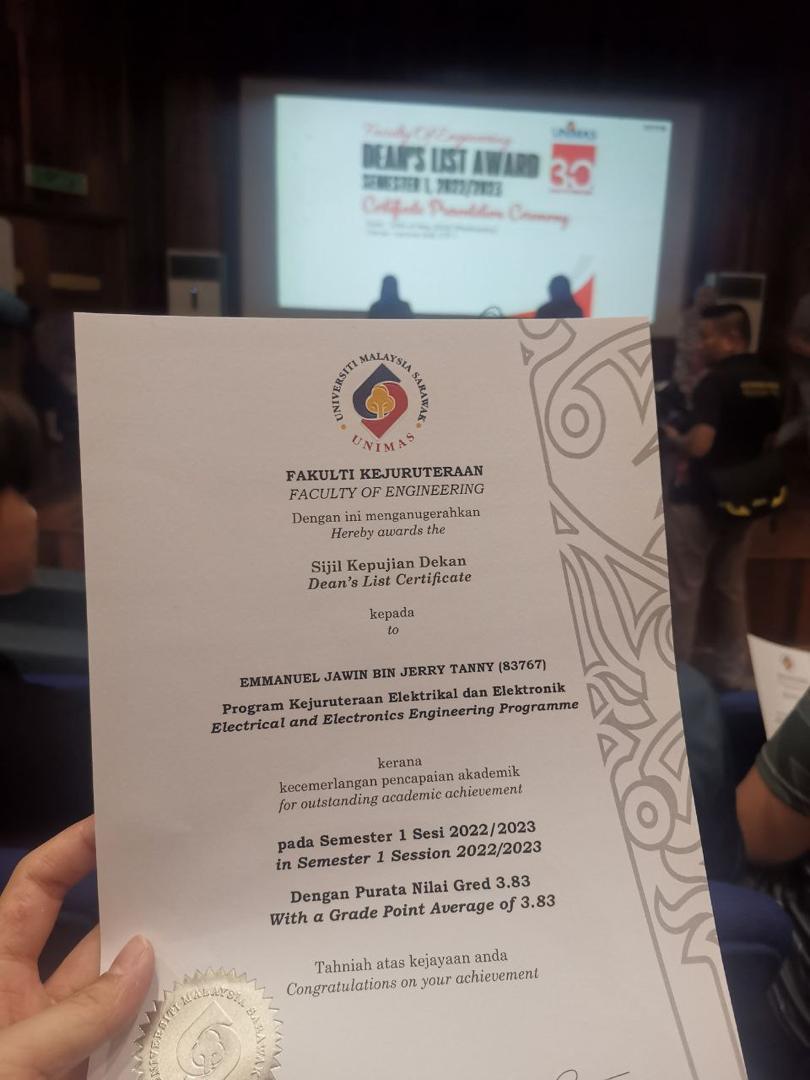 Faculty Of Engineering
DEAN'S LIST AWARD
SEMESTER 1, 2022/2023
Certificate Presentation Ceremony
UNIMAS
30
UNIVERSITI MALAYSIA SARAWAK
UNIMAS
FAKULTI KEJURUTERAAN
FACULTY OF ENGINEERING
Dengan ini menganugerahkan
Hereby awards the
Sijil Kepujian Dekan
Dean's List Certificate
kepada
to
EMMANUEL JAWIN BIN JERRY TANNY (83767)
Program Kejuruteraan Elektrikal dan Elektronik
Electrical and Electronics Engineering Programme
kerana
kecemerlangan pencapaian akademik
for outstanding academic achievement
pada Semester 1 Sesi 2022/2023
in Semester 1 Session 2022/2023
Dengan Purata Nilai Gred 3.83
With a Grade Point Average of 3.83
Tahniah atas kejayaan anda
Congratulations on your achievement
UNIVERSITI MALAYSIA SARAWAK